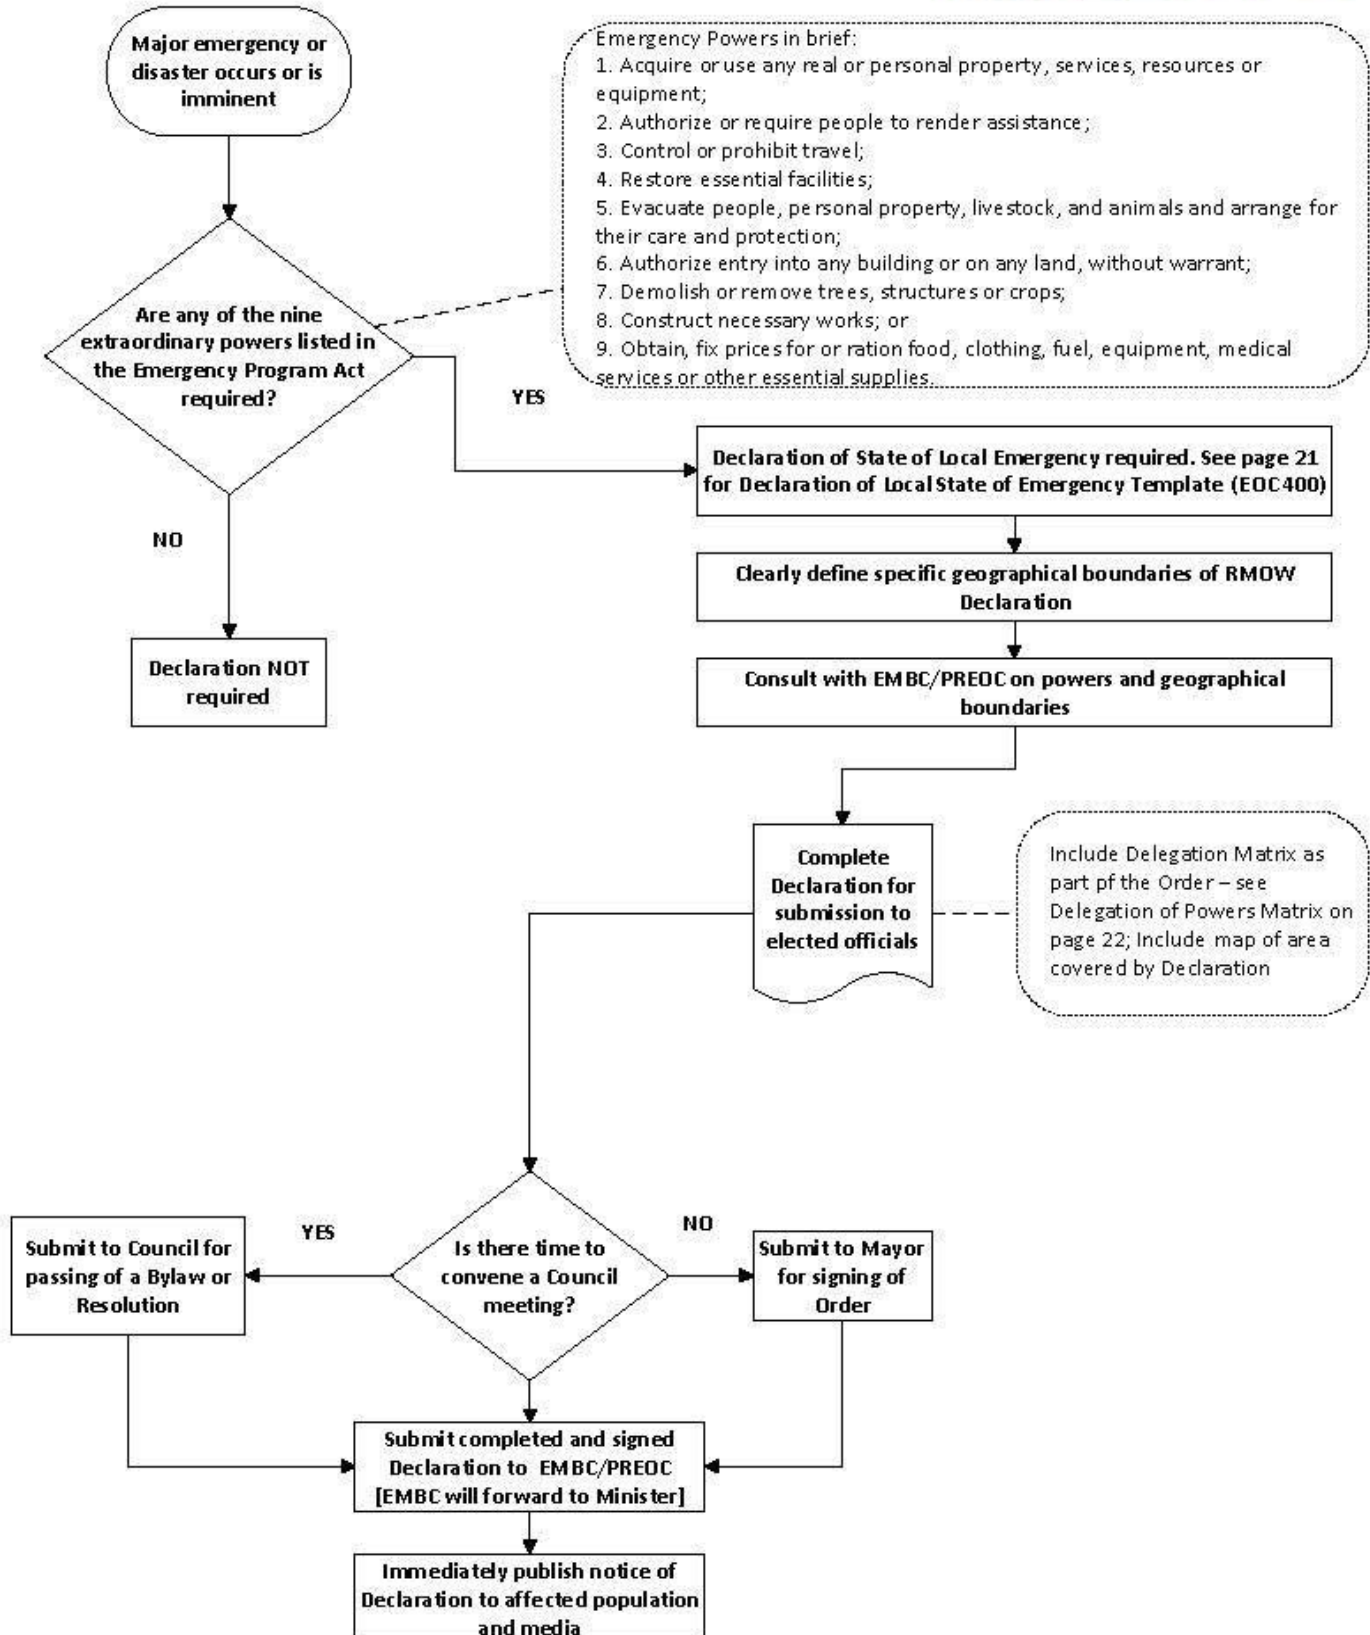 Major emergency or
disaster occurs or is
imminent
Emergency Powers in brief:
1. Acquire or use any real or personal property, services, resources or
equipment;
2. Authorize or require people to render assistance;
3. Control or prohibit travel;
4. Restore essential facilities;
5. Evacuate people, personal property, livestock, and animals and arrange for
their care and protection;
6. Authorize entry into any building or on any land, without warrant;
7. Demolish or remove trees, structures or crops;
8. Construct necessary works; or
9. Obtain, fix prices for or ration food, clothing, fuel, equipment, medical
services or other essential supplies.
Are any of the nine
extraordinary powers listed in
the Emergency Program Act
required?
YES
NO
Declaration NOT
required
Declaration of State of Local Emergency required. See page 21
for Declaration of Local State of Emergency Template (EOC400)
Clearly define specific geographical boundaries of RMOW
Declaration
Consult with EMBC/PREOC on powers and geographical
boundaries
Complete
Declaration for
submission to
elected officials
Include Delegation Matrix as
part pf the Order – see
Delegation of Powers Matrix on
page 22; Include map of area
covered by Declaration
Is there time to
convene a Council
meeting?
YES
NO
Submit to Council for
passing of a Bylaw or
Resolution
Submit to Mayor
for signing of
Order
Submit completed and signed
Declaration to EMBC/PREOC
[EMBC will forward to Minister]
Immediately publish notice of
Declaration to affected population
and media